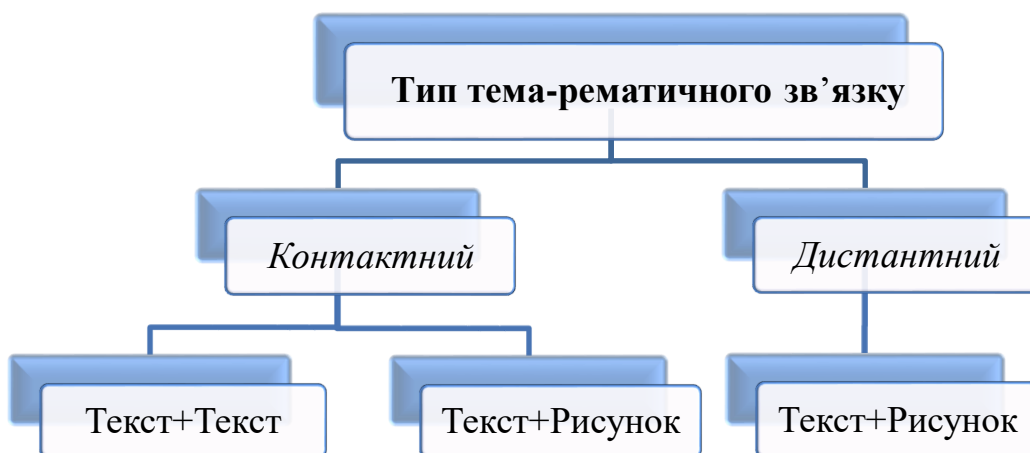 Тип тема-рематичного зв’язку
Контактний
Дистантний
Текст+Текст
Текст+Рисунок
Текст+Рисунок